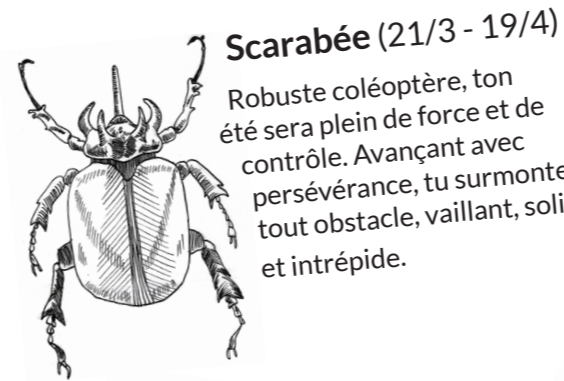 Scarabée (21/3 - 19/4)
Robuste coléoptère, ton
été sera plein de force et de
contrôle. Avançant avec
persévérance, tu surmonte
tout obstacle, vaillant, soli
et intrépide.